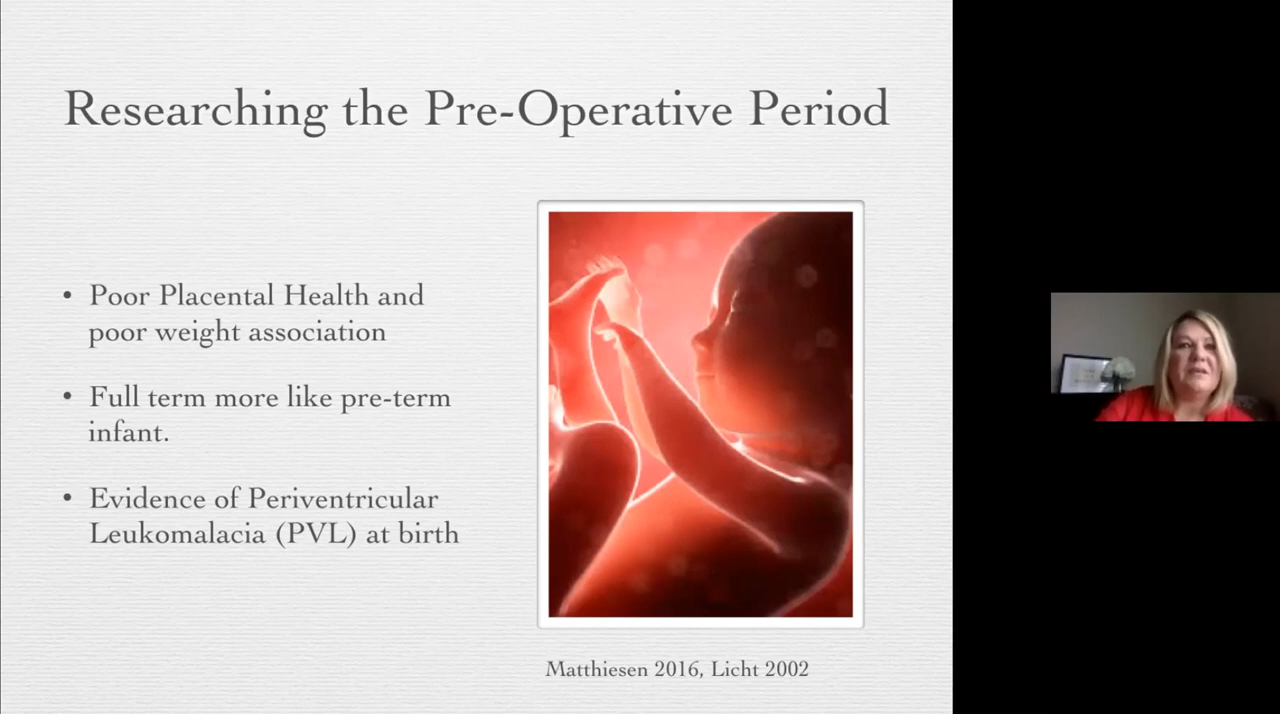 Researching the Pre-Operative Period
• Poor Placental Health and
poor weight association
• Full term more like pre-term
infant.
• Evidence of Periventricular
Leukomalacia (PVL) at birth
Matthiesen 2016, Licht 2002